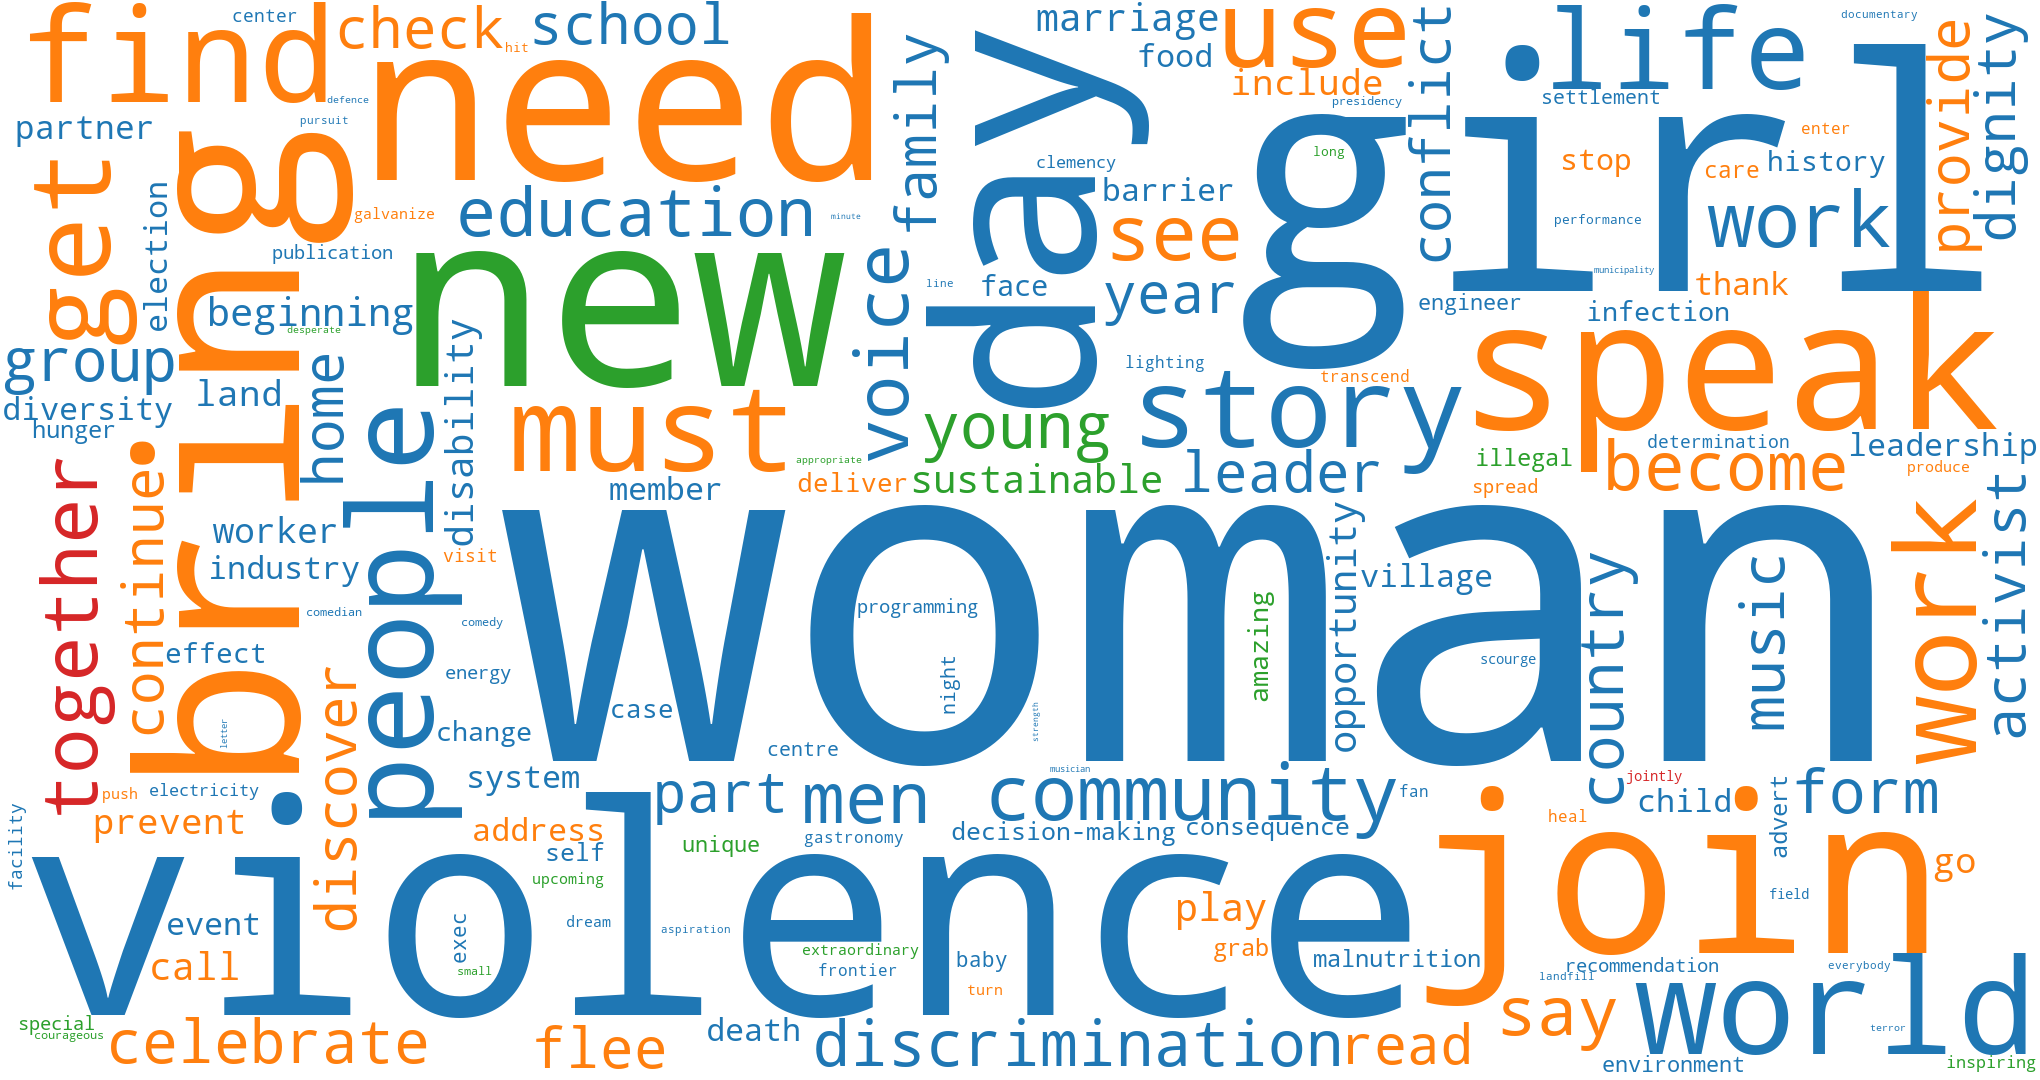 center
find
check
hit
school
need
defence
pursuit
partner
get
election
bring
galvanize
publication
education
minute
new
beginning
desperate
group
land
home
diversity
hunger
people
disability
must
member
voice
family
day
line
face
marriage
food
use
include
presidency
conflict
clemency
barrier
see
year
long
girl
life
documentary
settlement
enter
stop
care
history
provide
dignity
performance
work
municipality
thank
engineer
infection
lighting
transcend
story
speak
young
appropriate
deliver
sustainable
leader
illegal
spread
determination
leadership
become
produce
together
continue
worker
industry
visit
comedian
comedy
effect
discover
energy
letter
change
system
case
woman
programming
night
strength
amazing
opportunity
village
scourge
country
music
work
activist
centre
musician
push
electricity
prevent
facility
address
self
upcoming
part
men
unique
gastronomy
community
decision-making
consequence
fan
jointly
child
advert
form
heal
go
join
violence
event
call
exec
small
dream
aspiration
extraordinary
frontier
baby
turn
play
grab
malnutrition
field
recommendation
landfill
everybody
special
courageous
celebrate
flee
death
discrimination
read
say
world
terror
environment
inspiring